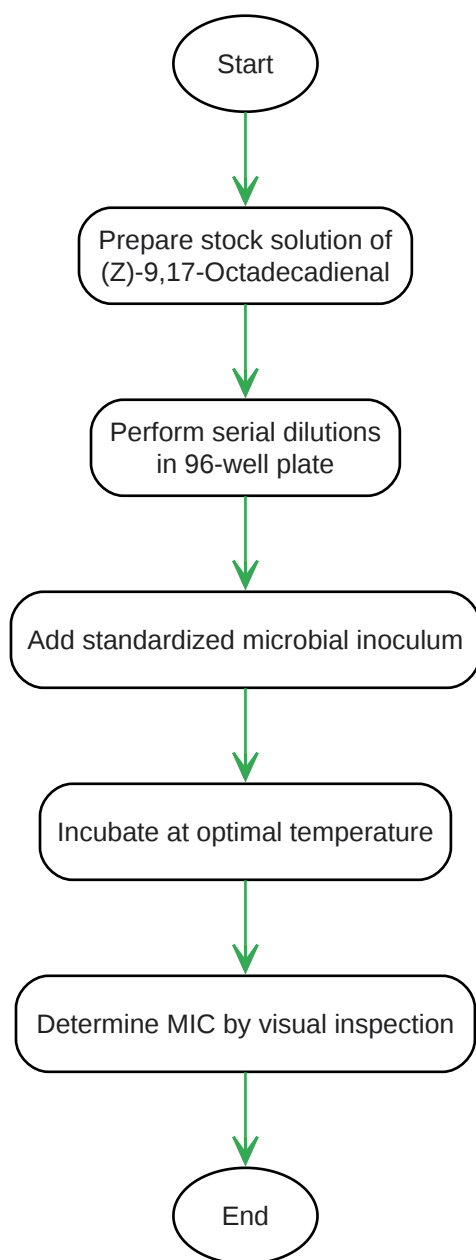 Start
Prepare stock solution of
(Z)-9,17-Octadecadienal
Perform serial dilutions
in 96-well plate
Add standardized microbial inoculum
Incubate at optimal temperature
Determine MIC by visual inspection
End